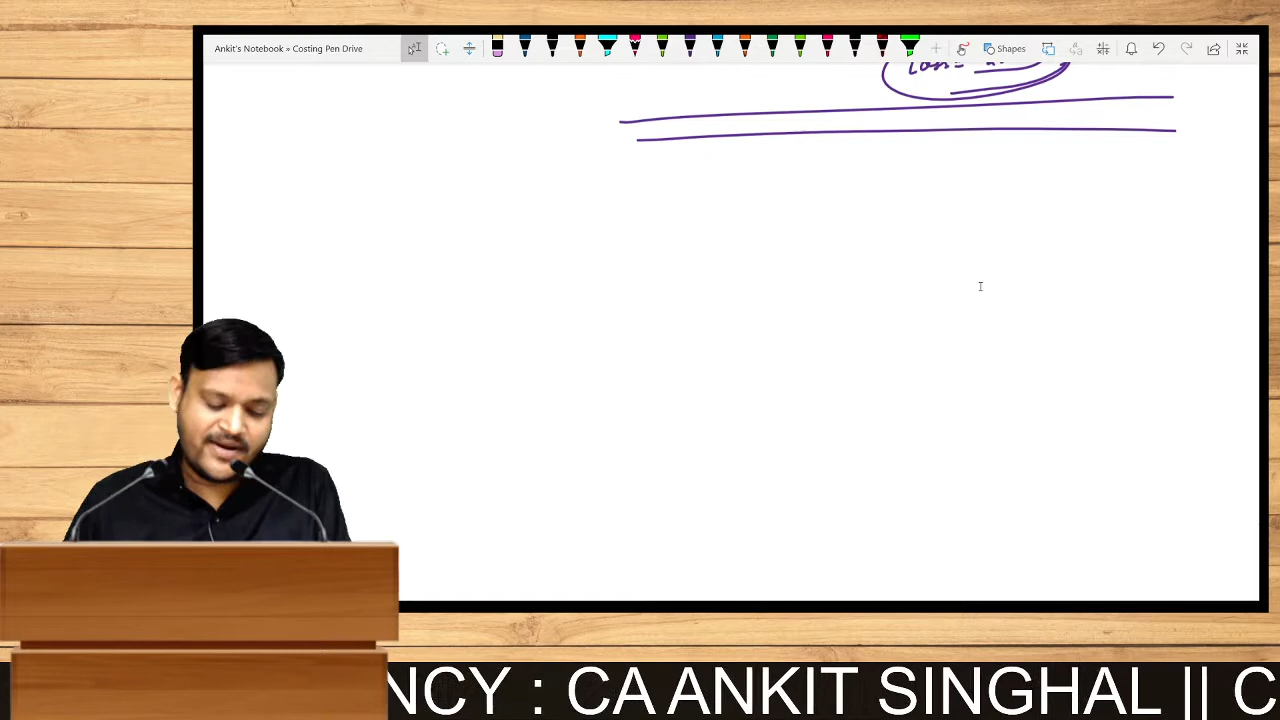 Ankit's Notebook » Costing Pen Drive
Shapes
NCY : CA ANKIT SINGHAL || C